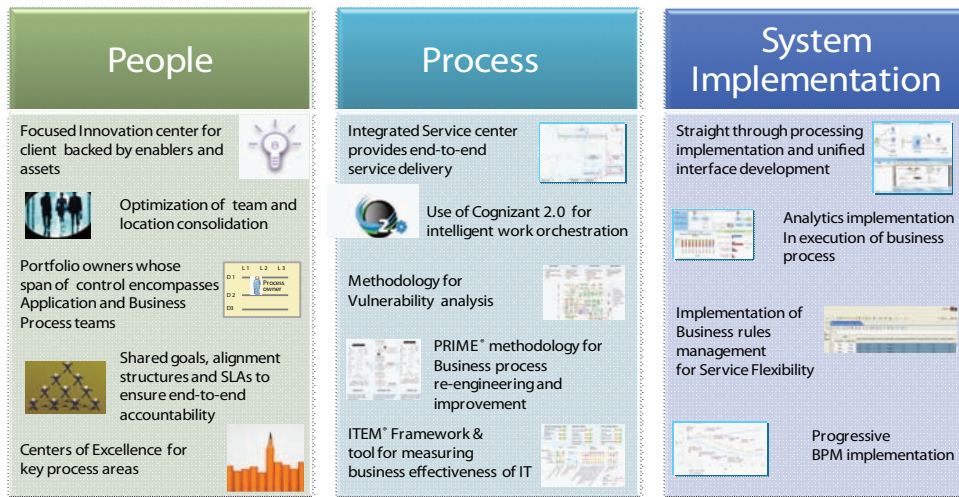 People
Focused Innovation center for
client backed by enablers and
assets
Optimization of team and
location consolidation
Portfolio owners whose
span of control encompasses
Application and Business
Process teams
L 1 L 2 L 3
D 1
Process
owner
D 2
D3
Shared goals, alignment
structures and SLAs to
ensure end-to-end
accountability
Centers of Excellence for
key process areas
Process
Integrated Service center
provides end-to-end
service delivery
Use of Cognizant 2.0 for
intelligent work orchestration
Methodology for
Vulnerability analysis
PRIME* methodology for
Business process
re-engineering and
improvement
ITEM* Framework &
tool for measuring
business effectiveness of IT
System
Implementation
Straight through processing
implementation and unified
interface development
Analytics implementation
In execution of business
process
Implementation of
Business rules
management
for Service Flexibility
Progressive
BPM implementation